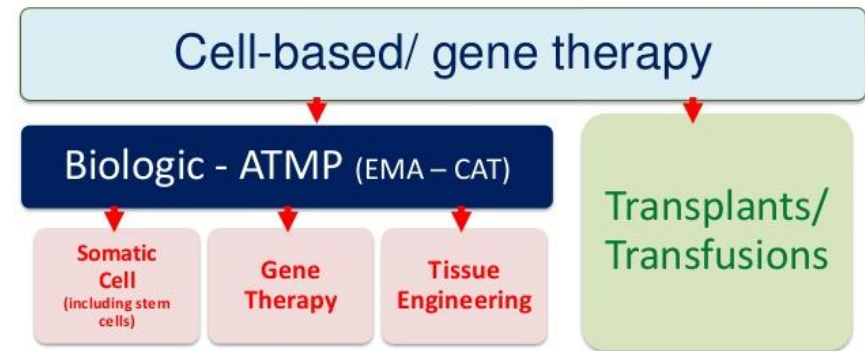 Cell-based/ gene therapy
Biologic - ATMP (EMA – CAT)
Transplants/
Transfusions
Somatic
Cell
(including stem
cells)
Gene
Therapy
Tissue
Engineering